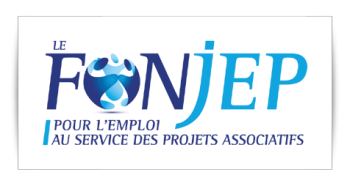 LE
FONJEP
POUR L'EMPLOI
AU SERVICE DES PROJETS ASSOCIATIFS